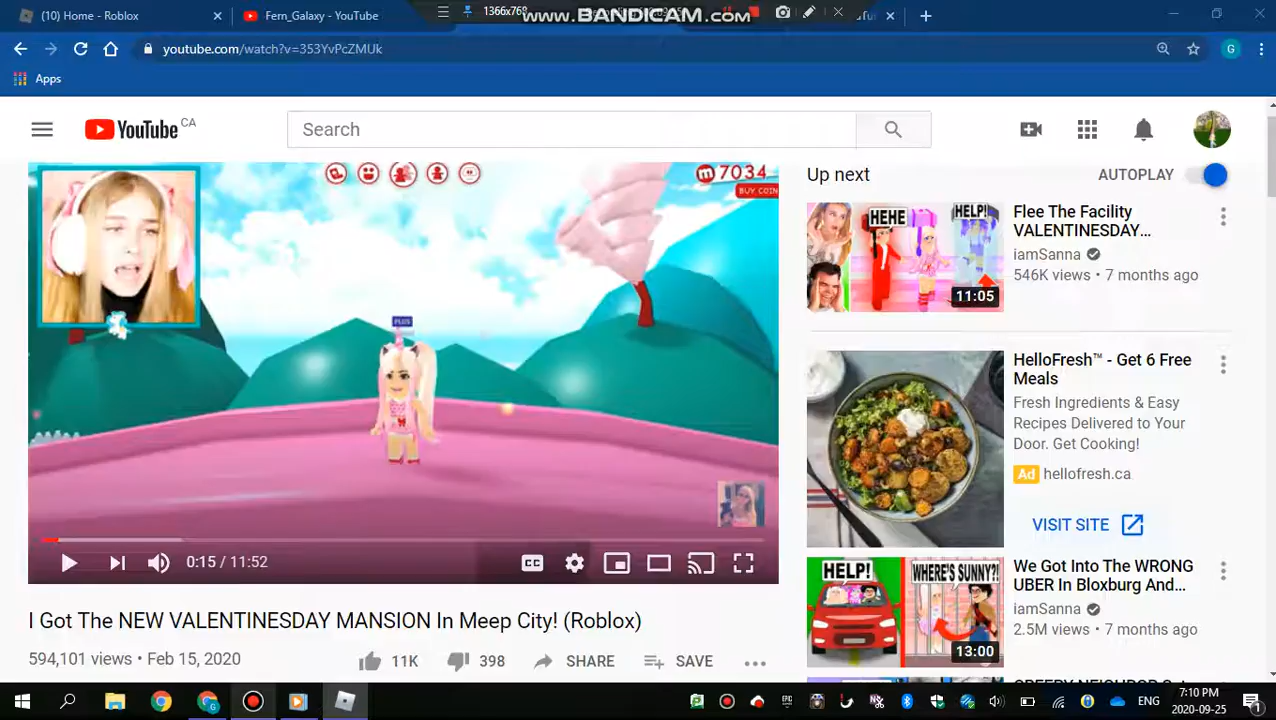 (10) Home - Roblox
Fern_Galaxy - YouTube
1366x768
www.BANDICAM.com
youtube.com/watch?v=353YvPcZMUk
G
Apps
YouTube CA
Search
7034
BUY COIN
PLUS
0:15 / 11:52
CC
I Got The NEW VALENTINESDAY MANSION In Meep City! (Roblox)
594,101 views • Feb 15, 2020
11K
398
SHARE
SAVE
Up next
AUTOPLAY
HEHE
HELP!
11:05
Flee The Facility
VALENTINESDAY...
iamSanna
546K views • 7 months ago
HelloFresh™ - Get 6 Free
Meals
Fresh Ingredients & Easy
Recipes Delivered to Your
Door. Get Cooking!
Ad hellofresh.ca
VISIT SITE
HELP!
WHERE'S SUNNY?!
13:00
We Got Into The WRONG
UBER In Bloxburg And...
iamSanna
2.5M views • 7 months ago
ENG
7:10 PM
2020-09-25
1